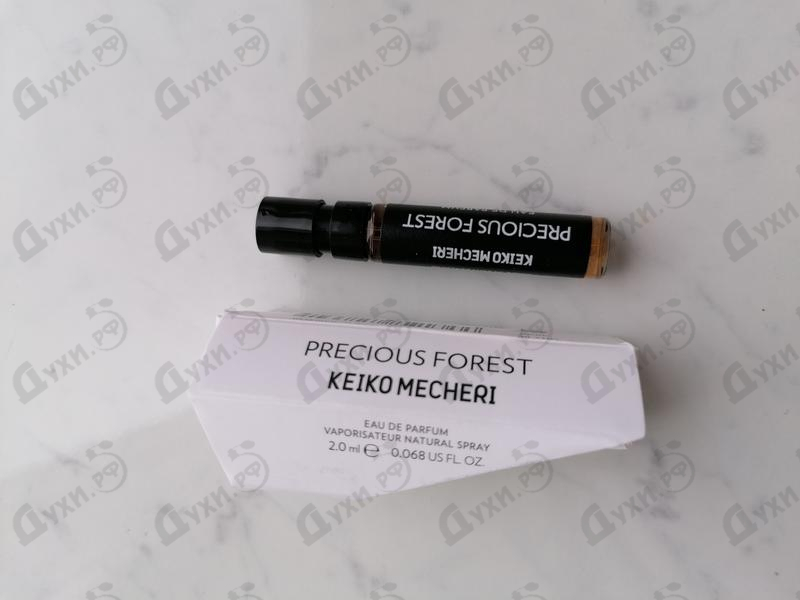 PRECIOUS FOREST
KEIKO MECHERI
PRECIOUS FOREST
KEIKO MECHERI
EAU DE PARFUM
VAPORISATEUR NATURAL SPRAY
2.0 ml ℮ 0.068 US FL. OZ.
Духи.рф